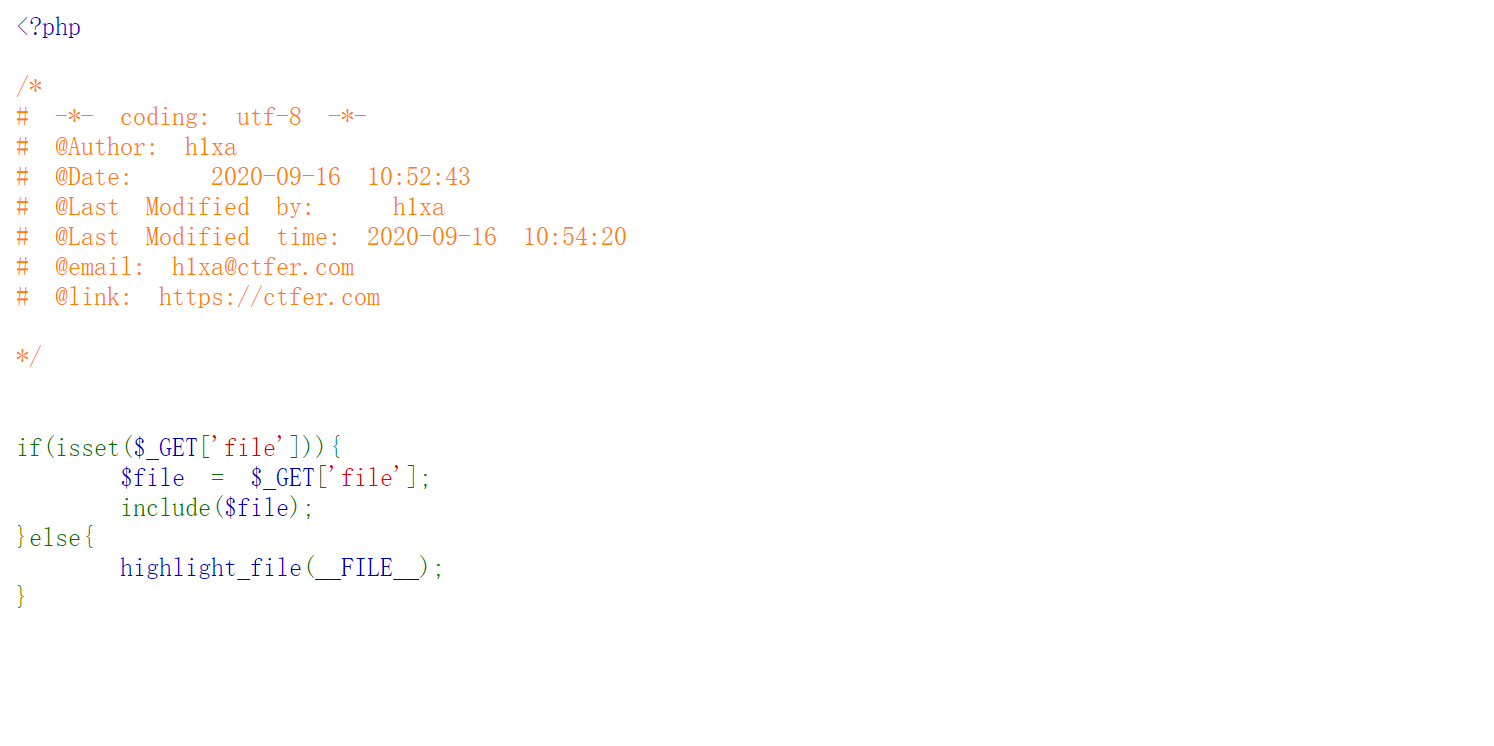 <?php
/*
# -*- coding: utf-8 -*-
# @Author: h1xa
# @Date:   2020-09-16 10:52:43
# @Last Modified by:   h1xa
# @Last Modified time: 2020-09-16 10:54:20
# @email: h1xa@ctfer.com
# @link: https://ctfer.com
*/
if(isset($_GET['file'])){
    $file = $_GET['file'];
    include($file);
}else{
    highlight_file(__FILE__);
}